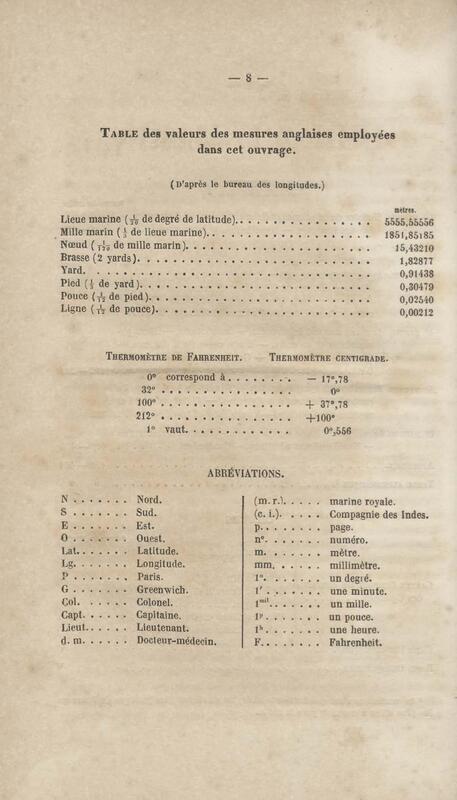 — 8 —
TABLE des valeurs des mesures anglaises employées
dans cet ouvrage.
(D'après le bureau des longitudes.)
mètres.
Lieue marine (1/20 de degré de latitude). . . . . . . . . . . . . . . 5555,55556
Mille marin (1/3 de lieue marine). . . . . . . . . . . . . . . . 1851,85185
Nœud (1/120 de mille marin). . . . . . . . . . . . . . . . . 15,43210
Brasse (2 yards). . . . . . . . . . . . . . . . . . . . . 1,82877
Yard. . . . . . . . . . . . . . . . . . . . . . . . . 0,91438
Pied (1/3 de yard). . . . . . . . . . . . . . . . . . . . 0,30479
Pouce (1/12 de pied). . . . . . . . . . . . . . . . . . . 0,02540
Ligne (1/12 de pouce). . . . . . . . . . . . . . . . . . . 0,00212
THERMOMÈTRE DE FAHRENHEIT. THERMOMÈTRE CENTIGRADE.
0° correspond à . . . . . . . . — 17°,78
32° . . . . . . . . . . . . . . . . 0°
100° . . . . . . . . . . . . . . . . + 37°,78
212° . . . . . . . . . . . . . . . . +100°
1° vaut. . . . . . . . . . . . . 0°,556
ABRÉVIATIONS.
N . . . . . . . Nord.
S . . . . . . . Sud.
E . . . . . . . Est.
O . . . . . . . Ouest.
Lat. . . . . . . Latitude.
Lg. . . . . . . Longitude.
P . . . . . . . Paris.
G . . . . . . . Greenwich.
Col. . . . . . Colonel.
Capt. . . . . . Capitaine.
Lieut. . . . . . Lieutenant.
d. m. . . . . . Docteur-médecin.
(m. r.). . . . . . marine royale.
(c. i.). . . . . . Compagnie des Indes.
p. . . . . . . . page.
n°. . . . . . . . numéro.
m. . . . . . . . mètre.
mm. . . . . . . millimètre.
1°. . . . . . . . un degré.
1' . . . . . . . . une minute.
1mil. . . . . . . un mille.
1p . . . . . . . un pouce.
1h . . . . . . . une heure.
F. . . . . . . . Fahrenheit.